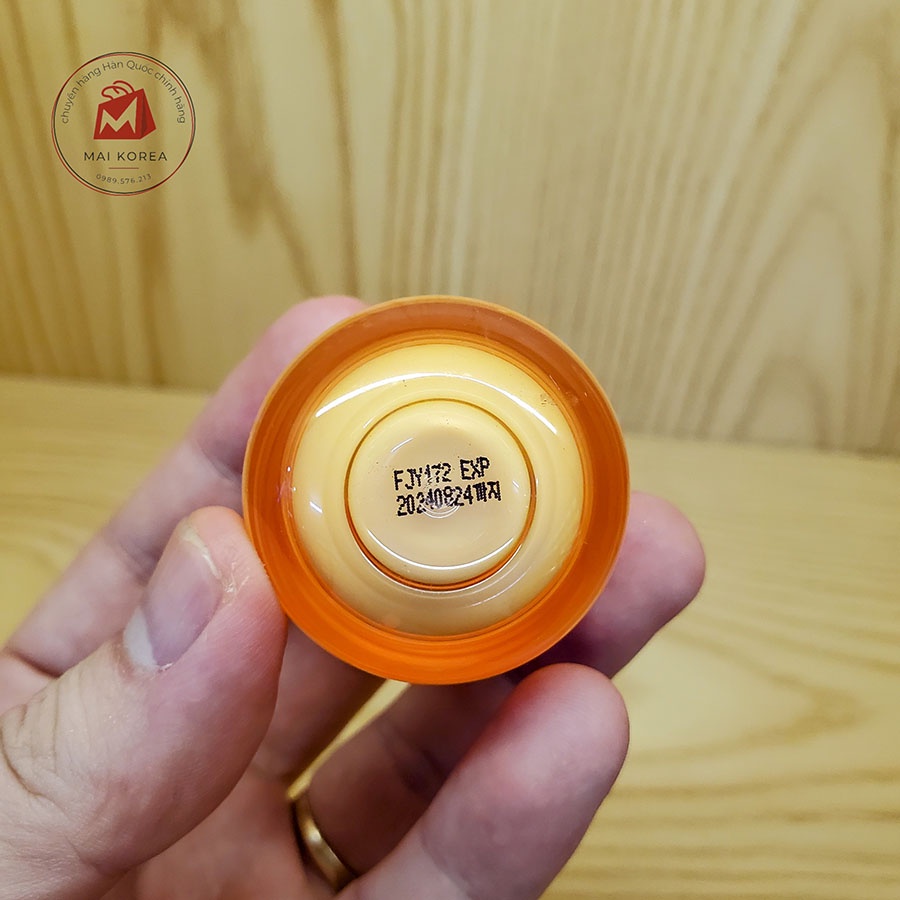 chuyên hàng Hàn Quốc chính hãng
M
MAI KOREA
0989.576.213
FJY172 EXP
20240824까지